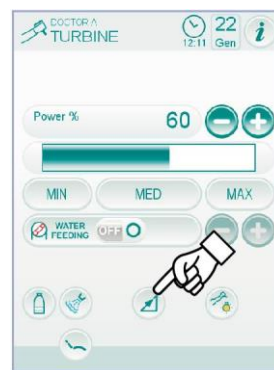 DOCTOR A
TURBINE
12:11
22
Gen
i
Power %
60
MIN
MED
MAX
WATER
FEEDING
OFF